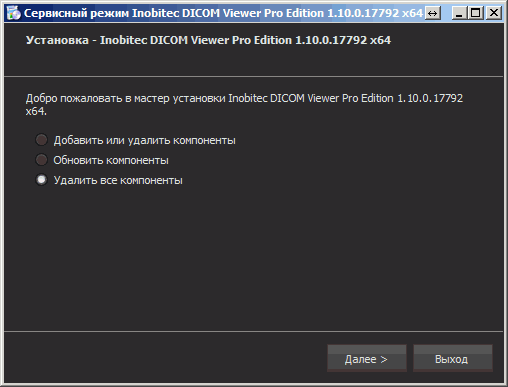 Сервисный режим Inobitec DICOM Viewer Pro Edition 1.10.0.17792 x64
Установка - Inobitec DICOM Viewer Pro Edition 1.10.0.17792 x64
Добро пожаловать в мастер установки Inobitec DICOM Viewer Pro Edition 1.10.0.17792
x64.
Добавить или удалить компоненты
Обновить компоненты
Удалить все компоненты
Далее >
Выход